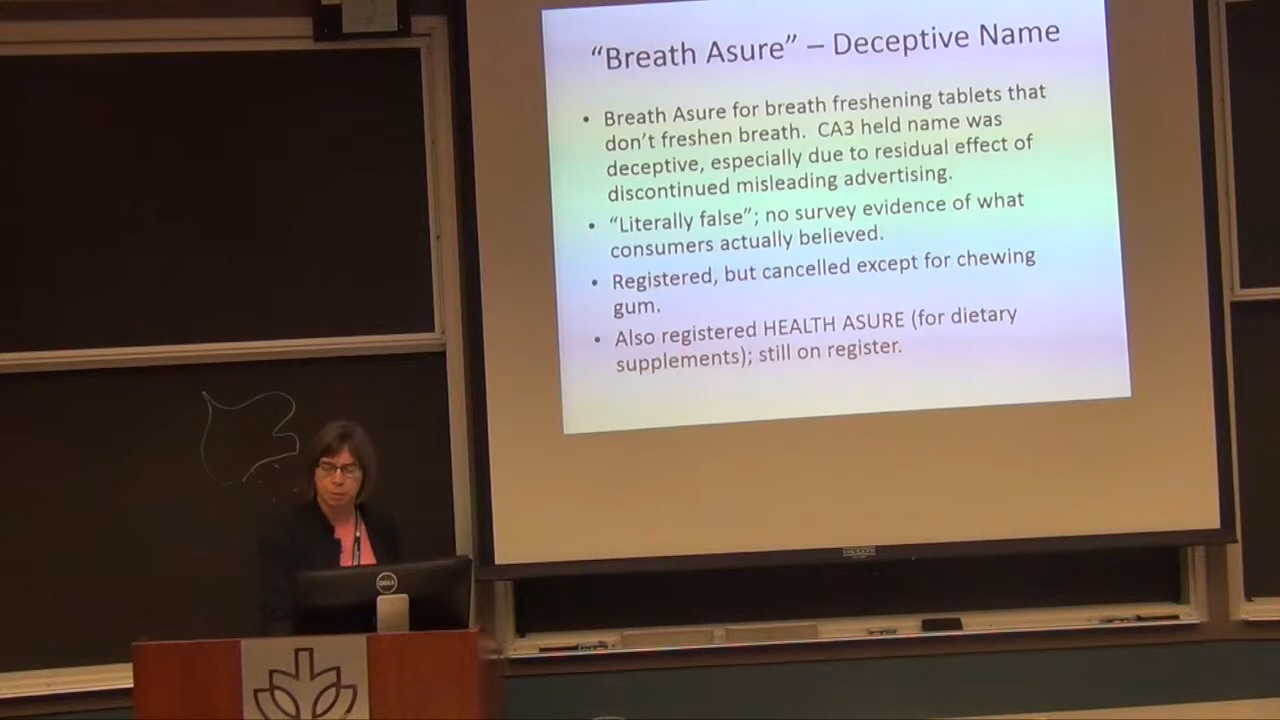 “Breath Asure” – Deceptive Name
• Breath Asure for breath freshening tablets that
don’t freshen breath. CA3 held name was
deceptive, especially due to residual effect of
discontinued misleading advertising.
• “Literally false”; no survey evidence of what
consumers actually believed.
• Registered, but cancelled except for chewing
gum.
• Also registered HEALTH ASURE (for dietary
supplements); still on register.
DELL